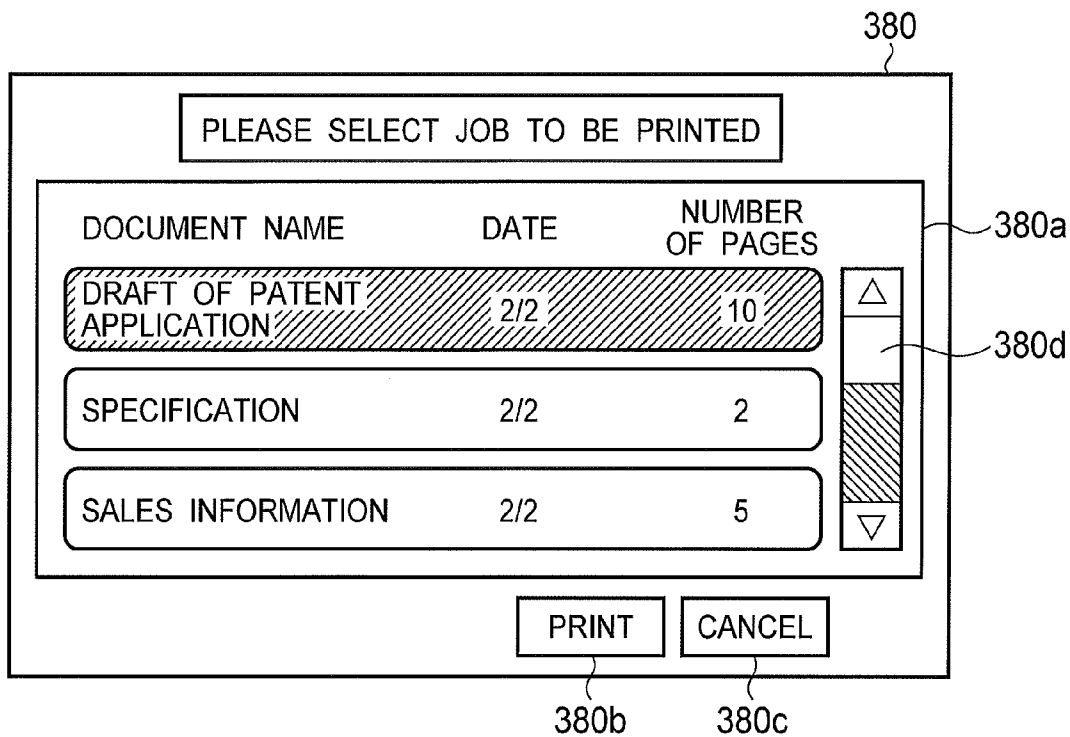 380
PLEASE SELECT JOB TO BE PRINTED
DOCUMENT NAME DATE NUMBER
OF PAGES
380a
DRAFT OF PATENT
APPLICATION 2/2 10
380d
SPECIFICATION 2/2 2
SALES INFORMATION 2/2 5
PRINT CANCEL
380b 380c